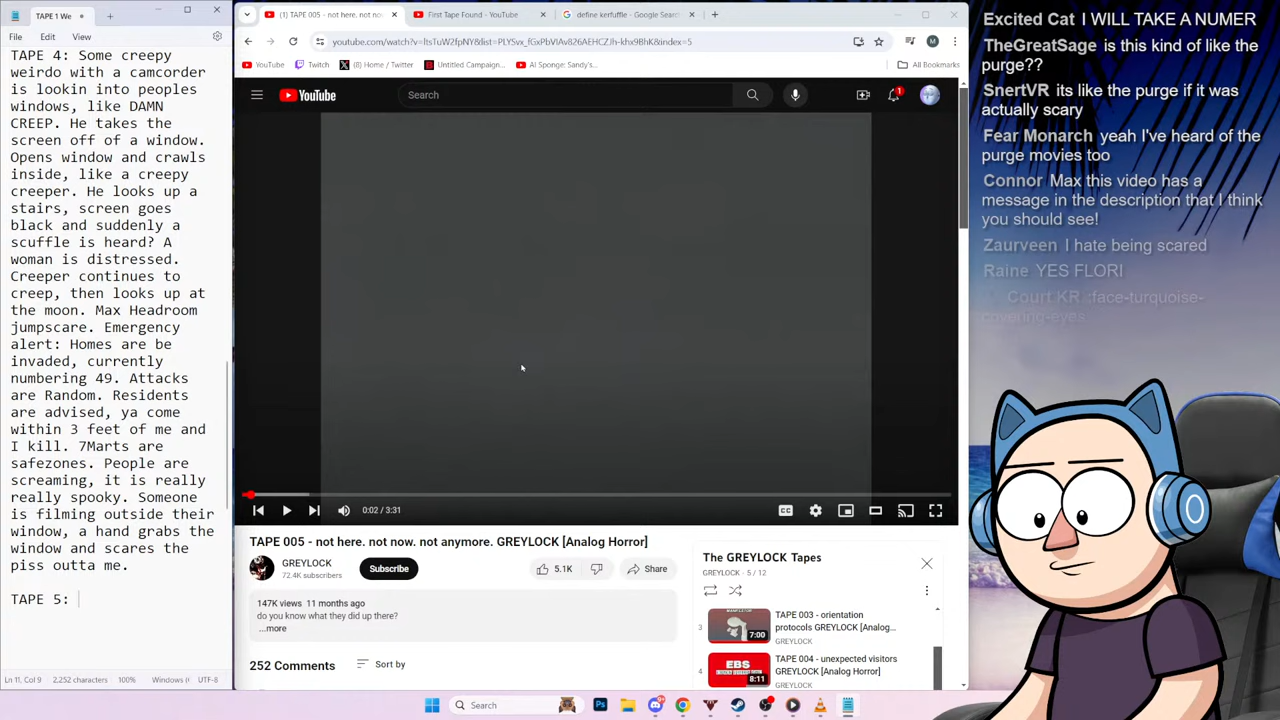 TAPE 1 We
File
Edit
View
TAPE 4: Some creepy
weirdo with a camcorder
is lookin into peoples
windows, like DAMN
CREEP. He takes the
screen off of a window.
Opens window and crawls
inside, like a creepy
creeper. He looks up a
stairs, screen goes
black and suddenly a
scuffle is heard? A
woman is distressed.
Creeper continues to
creep, then looks up at
the moon. Max Headroom
jumpscare. Emergency
alert: Homes are be
invaded, currently
numbering 49. Attacks
are Random. Residents
are advised, ya come
within 3 feet of me and
I kill. 7Marts are
safezones. People are
screaming, it is really
really spooky. Someone
is filming outside their
window, a hand grabs the
window and scares the
piss outta me.
TAPE 5:
Ln Col 9
100%
Windows (
UTF-8
(1) TAPE 005 - not here. not no
First Tape Found - YouTube
define kerfuffle - Google Search
youtube.com/watch?v=ltsTuW2fpNY&list=PLYSvx_fGxPbVIAv826AEHCZJh-khx9BhK&index=5
YouTube
Twitch
(8) Home / Twitter
Untitled Campaign...
AI Sponge: Sandy's...
All Bookmarks
YouTube
Search
1
0:02 / 3:31
TAPE 005 - not here. not now. not anymore. GREYLOCK [Analog Horror]
GREYLOCK
72.4K subscribers
Subscribe
5.1K
Share
147K views 11 months ago
do you know what they did up there?
...more
252 Comments
Sort by
The GREYLOCK Tapes
GREYLOCK - 5 / 12
3
7:00
TAPE 003 - orientation
protocols GREYLOCK [Analog...
GREYLOCK
4
EBS
8:11
TAPE 004 - unexpected visitors
GREYLOCK [Analog Horror]
GREYLOCK
Search
Excited Cat I WILL TAKE A NUMER
TheGreatSage is this kind of like the
purge??
SnertVR its like the purge if it was
actually scary
Fear Monarch yeah I've heard of the
purge movies too
Connor Max this video has a
message in the description that I think
you should see!
Zaurveen I hate being scared
Raine YES FLORI
Court KR :face-turquoise-
covering-eyes: